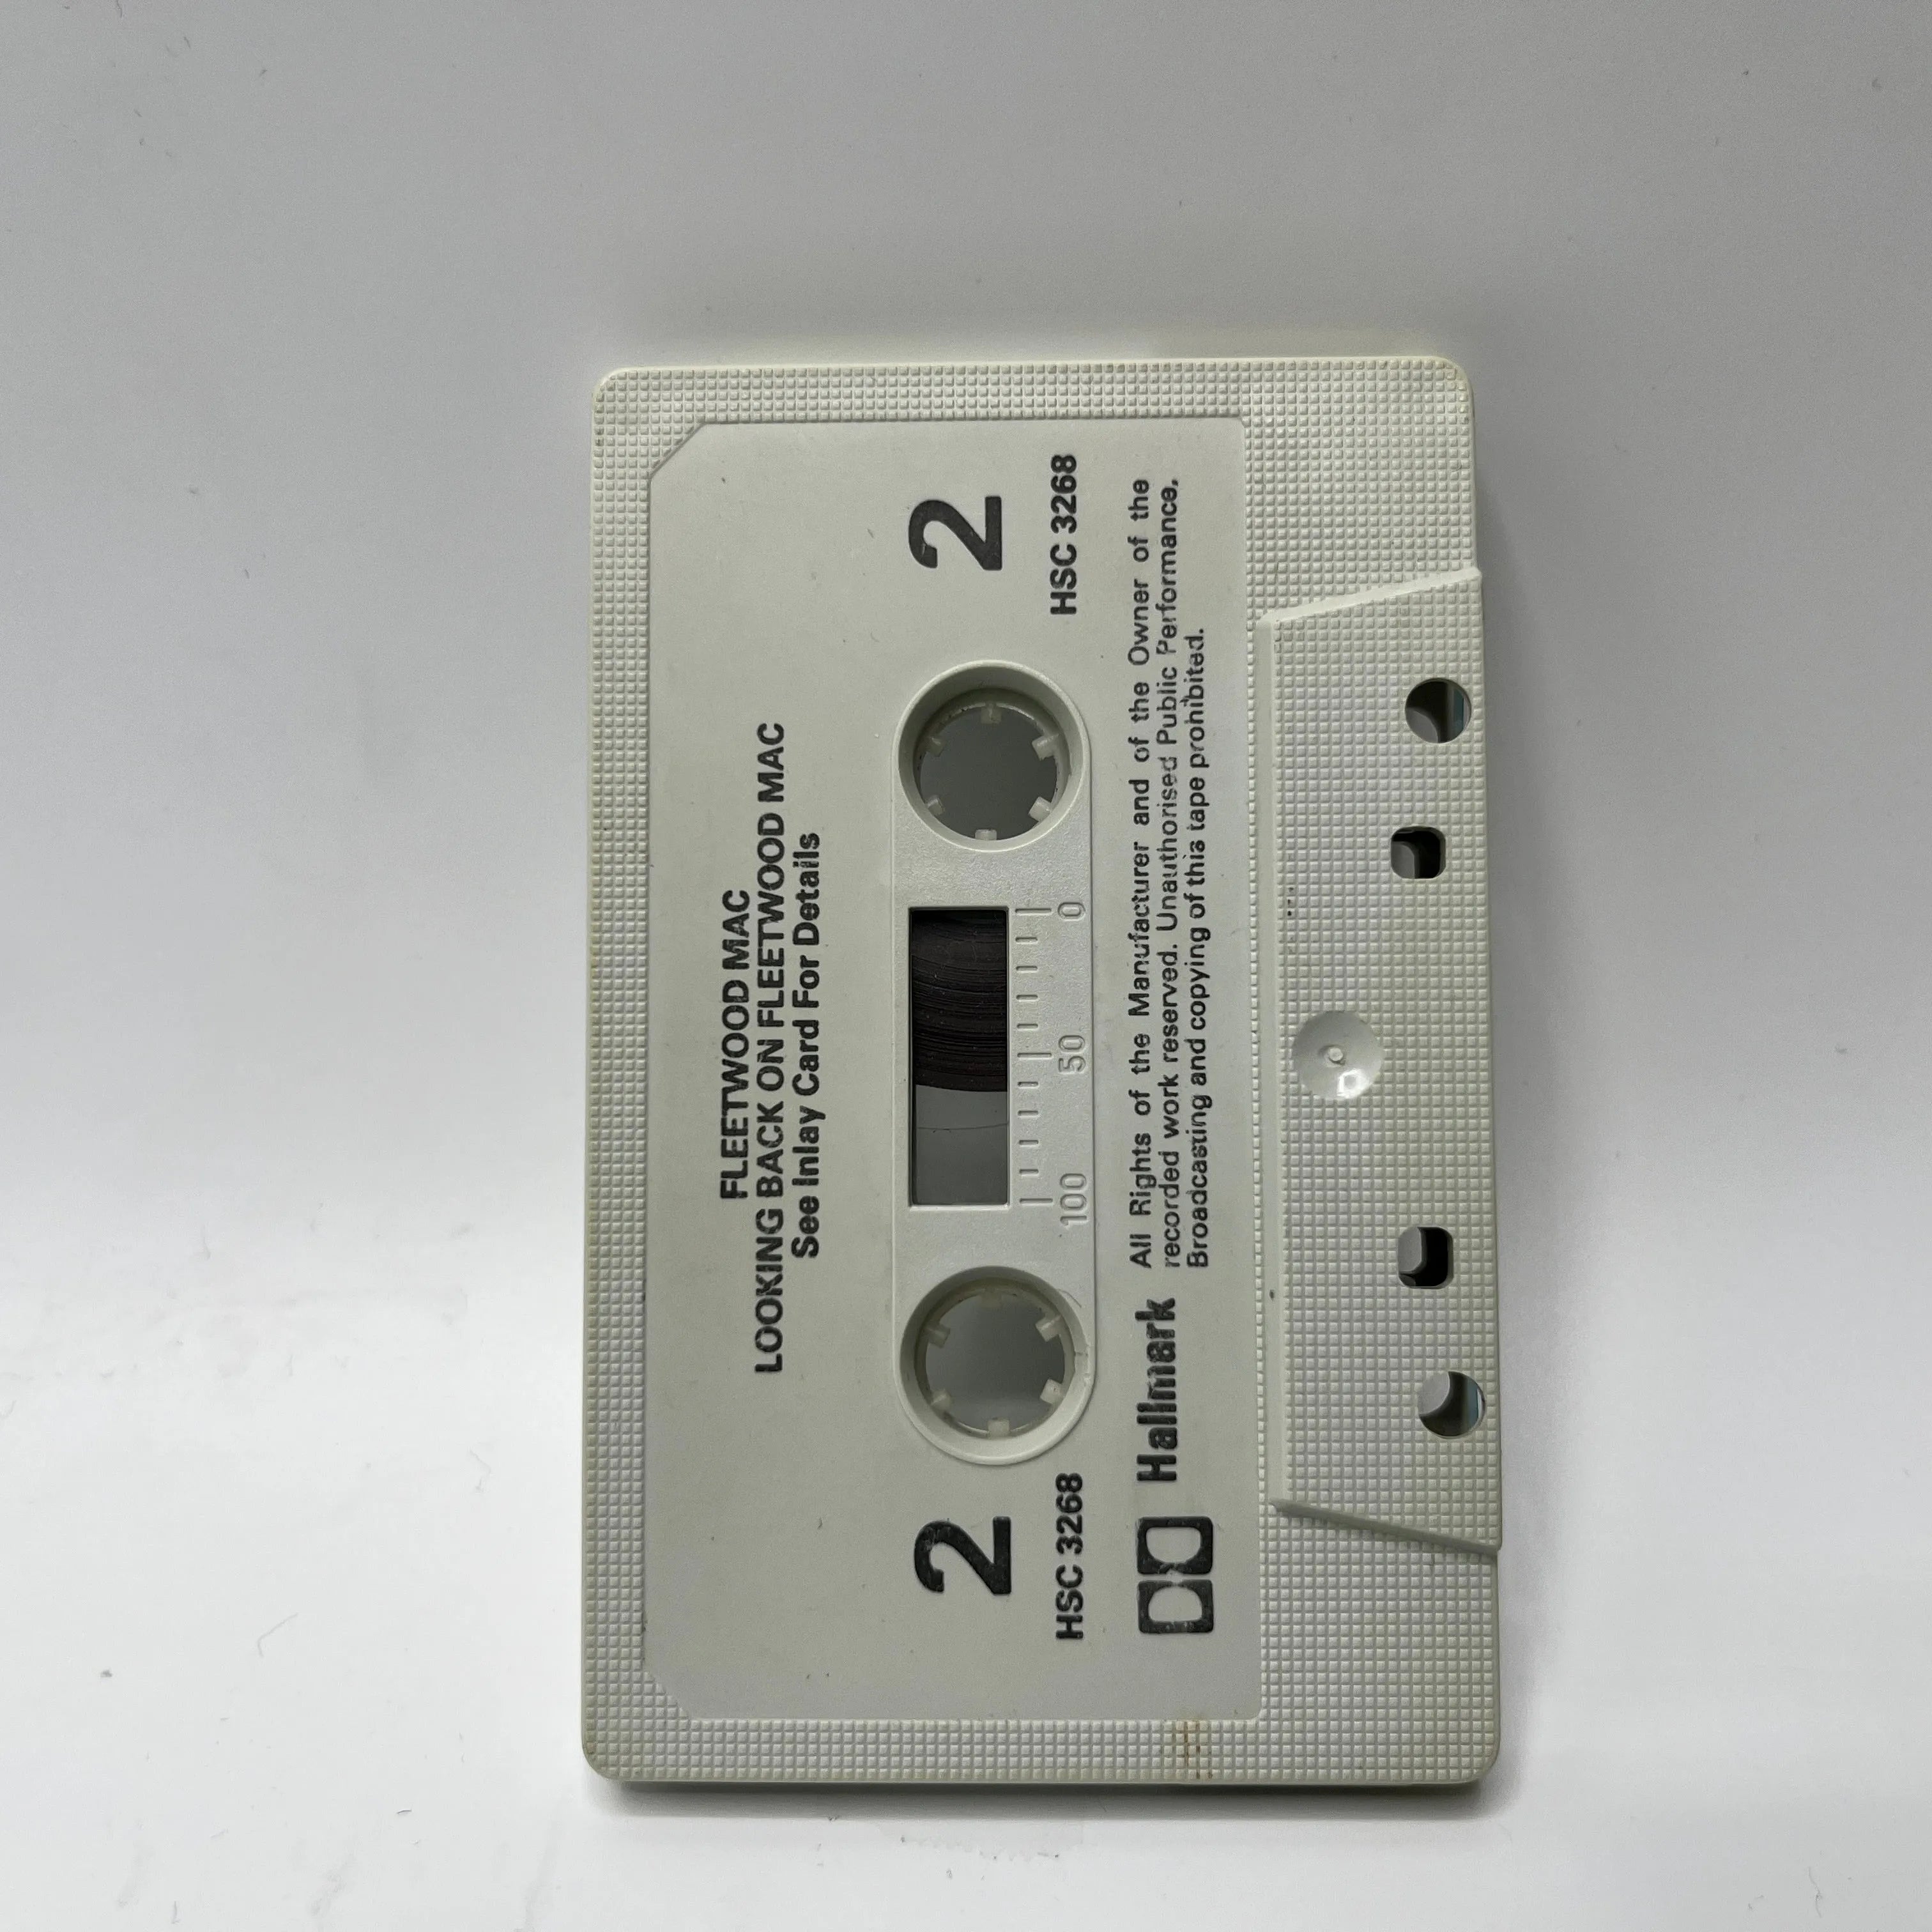 FLEETWOOD MAC
LOOKING BACK ON FLEETWOOD MAC
See Inlay Card For Details
2
2
100 50 0
HSC 3268
HSC 3268
Hallmark
All Rights of the Manufacturer and of the Owner of the
recorded work reserved. Unauthorised Public Performance,
Broadcasting and copying of this tape prohibited.